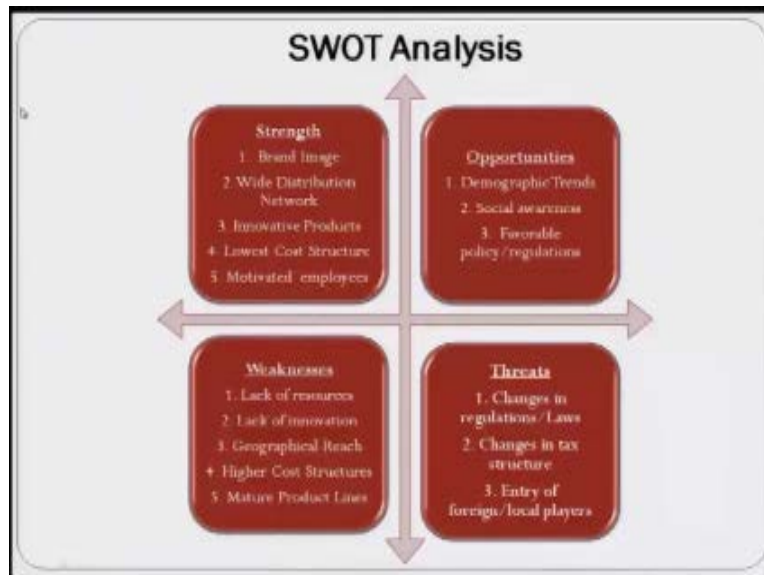 SWOT Analysis
Strength
1. Brand Image
2. Wide Distribution
Network
3. Innovative Products
4. Lowest Cost Structure
5. Motivated employees
Opportunities
1. Demographic Trends
2. Social awareness
3. Favorable
policy/regulations
Weaknesses
1. Lack of resources
2. Lack of innovation
3. Geographical Reach
4. Higher Cost Structures
5. Mature Product Lines
Threats
1. Changes in
regulations/Laws
2. Changes in tax
structure
3. Entry of
foreign/local players